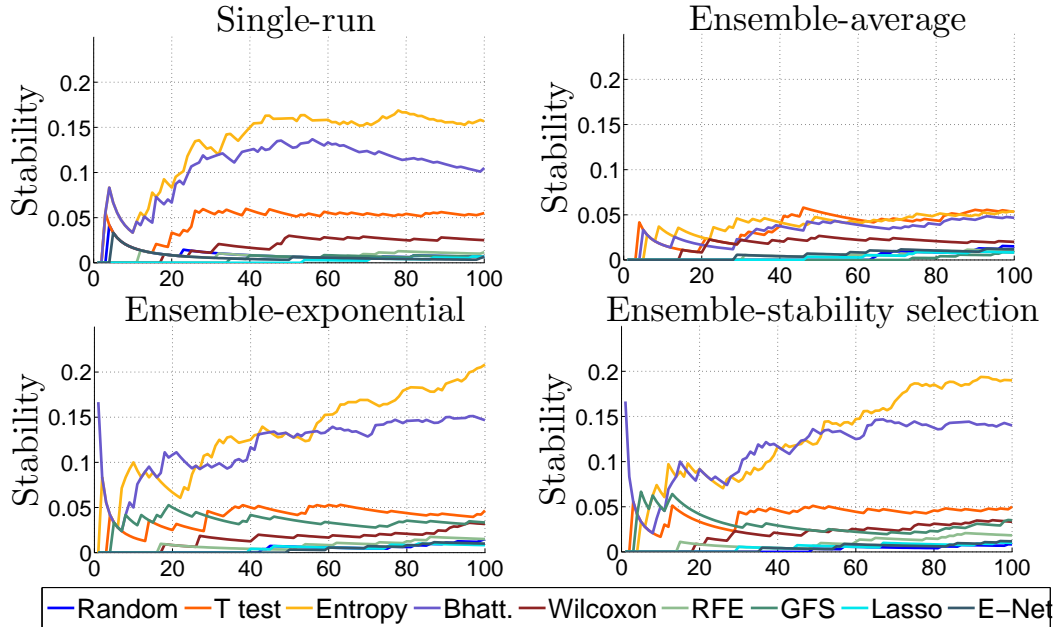 Single-run
Ensemble-average
Stability
0.2
0.15
0.1
0.05
0
0 20 40 60 80 100
Stability
0.2
0.15
0.1
0.05
0
0 20 40 60 80 100
Ensemble-exponential
Ensemble-stability selection
Stability
0.2
0.15
0.1
0.05
0
0 20 40 60 80 100
Stability
0.2
0.15
0.1
0.05
0
0 20 40 60 80 100
Random T test Entropy Bhatt. Wilcoxon RFE GFS Lasso E−Net